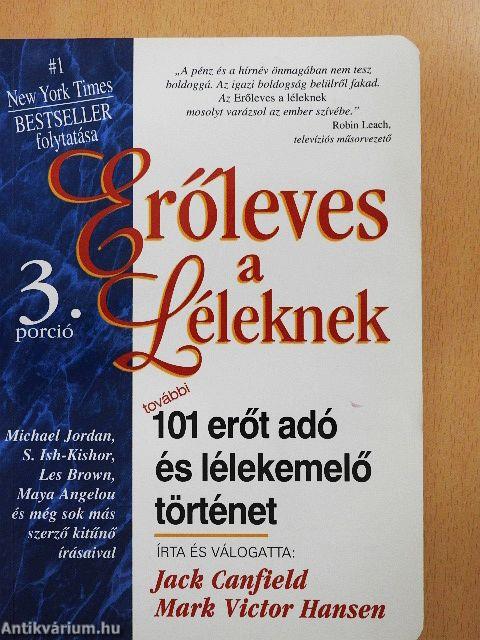 #1
New York Times
BESTSELLER
folytatása
„A pénz és a hírnév önmagában nem tesz
boldoggá. Az igazi boldogság belülről fakad.
Az Erőleves a léleknek
mosolyt varázsol az ember szívébe.”
Robin Leach,
televíziós műsorvezető
Erőleves
a
Léleknek
3.
porció
további
101 erőt adó
és lélekemelő
történet
Michael Jordan,
S. Ish-Kishor,
Les Brown,
Maya Angelou
és még sok más
szerző kitűnő
írásaival
ÍRTA ÉS VÁLOGATTA:
Jack Canfield
Mark Victor Hansen
Antikvárium.hu